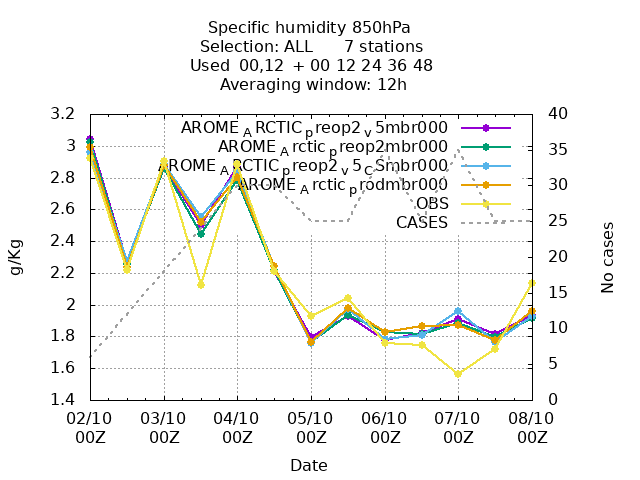 Specific humidity 850hPa
Selection: ALL 7 stations
Used 00,12 + 00 12 24 36 48
Averaging window: 12h
g/Kg
No cases
3.2
3
2.8
2.6
2.4
2.2
2
1.8
1.6
1.4
40
35
30
25
20
15
10
5
0
AROME_ARCTIC_preop2_v5mbr000
AROME_Arctic_preop2mbr000
AROME_ARCTIC_preop2_v5_cSmbr000
AROME_Arctic_prodmbr000
OBS
CASES
02/10 03/10 04/10 05/10 06/10 07/10 08/10
00Z 00Z 00Z 00Z 00Z 00Z 00Z
Date